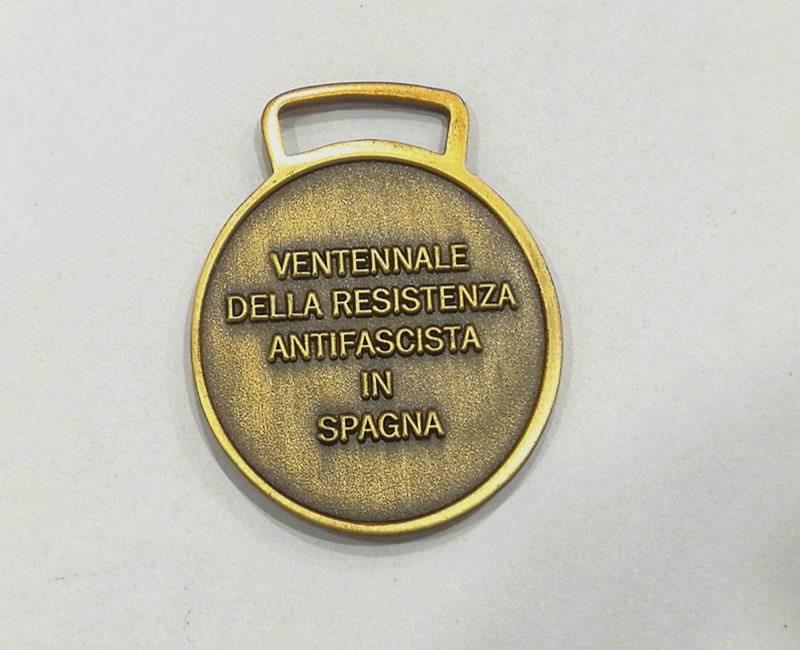 VENTENNALE
DELLA RESISTENZA
ANTIFASCISTA
IN
SPAGNA